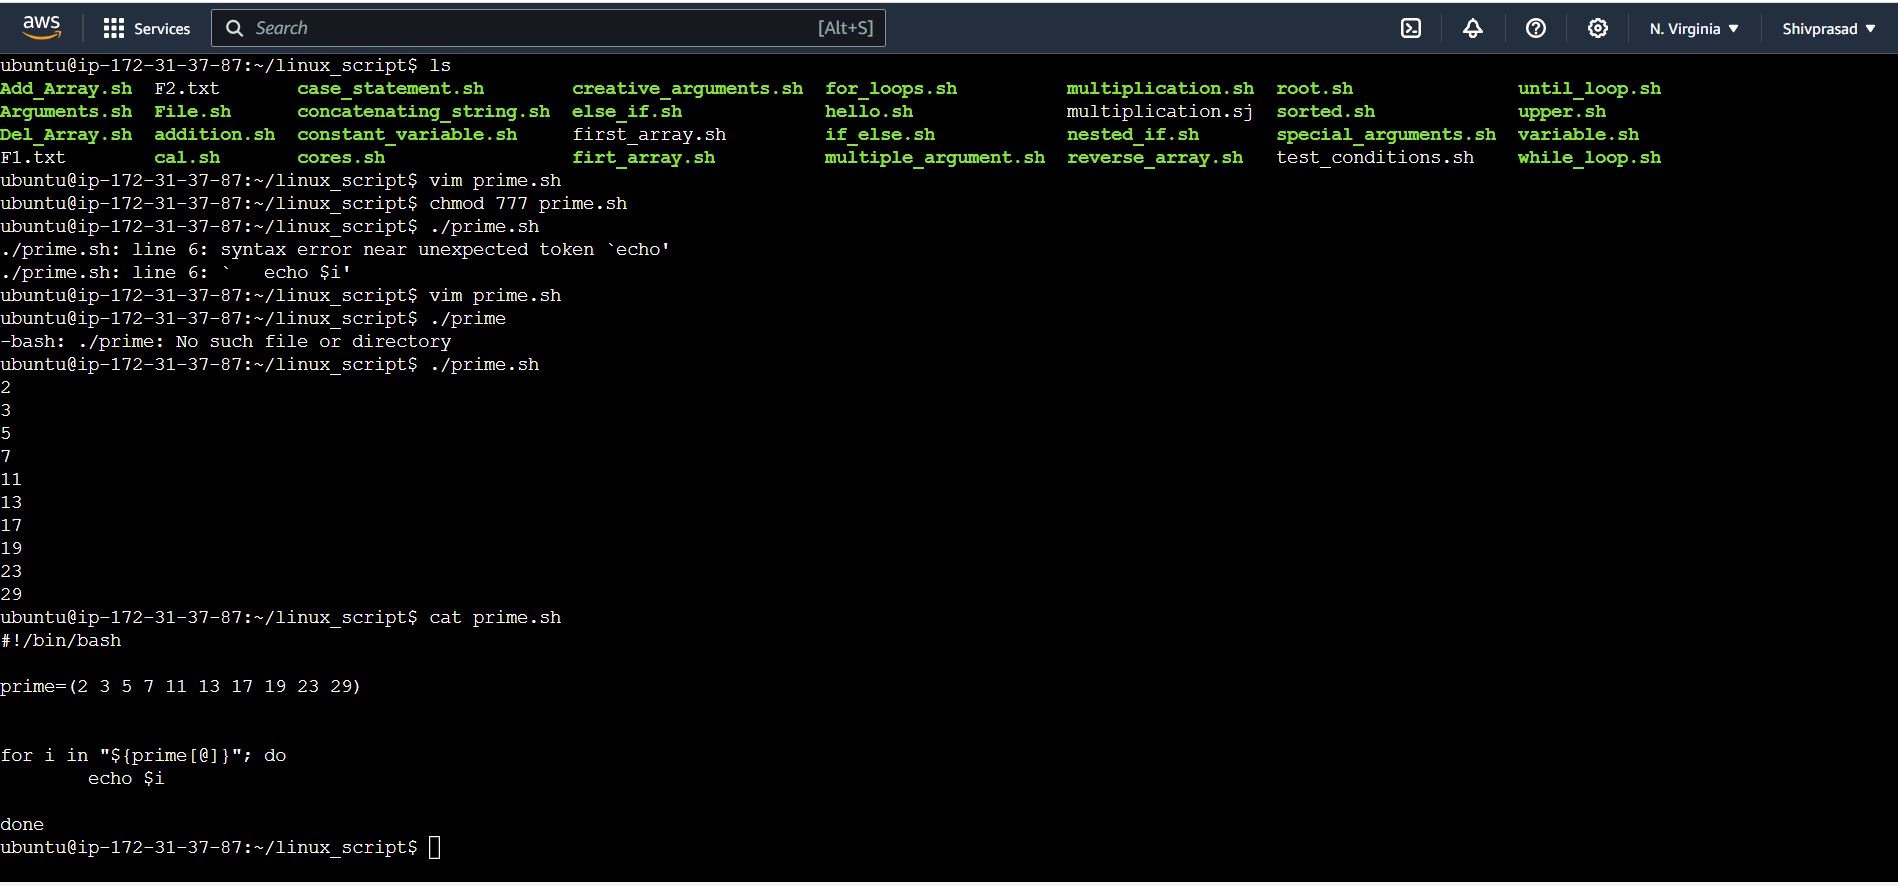 aws Services Search [Alt+S] N. Virginia ▼ Shivprasad ▼
ubuntu@ip-172-31-37-87:~/linux_script$ ls
Add_Array.sh F2.txt case_statement.sh creative_arguments.sh for_loops.sh multiplication.sh root.sh until_loop.sh
Arguments.sh File.sh concatenating_string.sh else_if.sh hello.sh multiplication.sj sorted.sh upper.sh
Del_Array.sh addition.sh constant_variable.sh first_array.sh if_else.sh nested_if.sh special_arguments.sh variable.sh
F1.txt cal.sh cores.sh firt_array.sh multiple_argument.sh reverse_array.sh test_conditions.sh while_loop.sh
ubuntu@ip-172-31-37-87:~/linux_script$ vim prime.sh
ubuntu@ip-172-31-37-87:~/linux_script$ chmod 777 prime.sh
ubuntu@ip-172-31-37-87:~/linux_script$ ./prime.sh
./prime.sh: line 6: syntax error near unexpected token `echo'
./prime.sh: line 6: `   echo $i'
ubuntu@ip-172-31-37-87:~/linux_script$ vim prime.sh
ubuntu@ip-172-31-37-87:~/linux_script$ ./prime
-bash: ./prime: No such file or directory
ubuntu@ip-172-31-37-87:~/linux_script$ ./prime.sh
2
3
5
7
11
13
17
19
23
29
ubuntu@ip-172-31-37-87:~/linux_script$ cat prime.sh
#!/bin/bash
prime=(2 3 5 7 11 13 17 19 23 29)
for i in "${prime[@]}"; do
        echo $i
done
ubuntu@ip-172-31-37-87:~/linux_script$